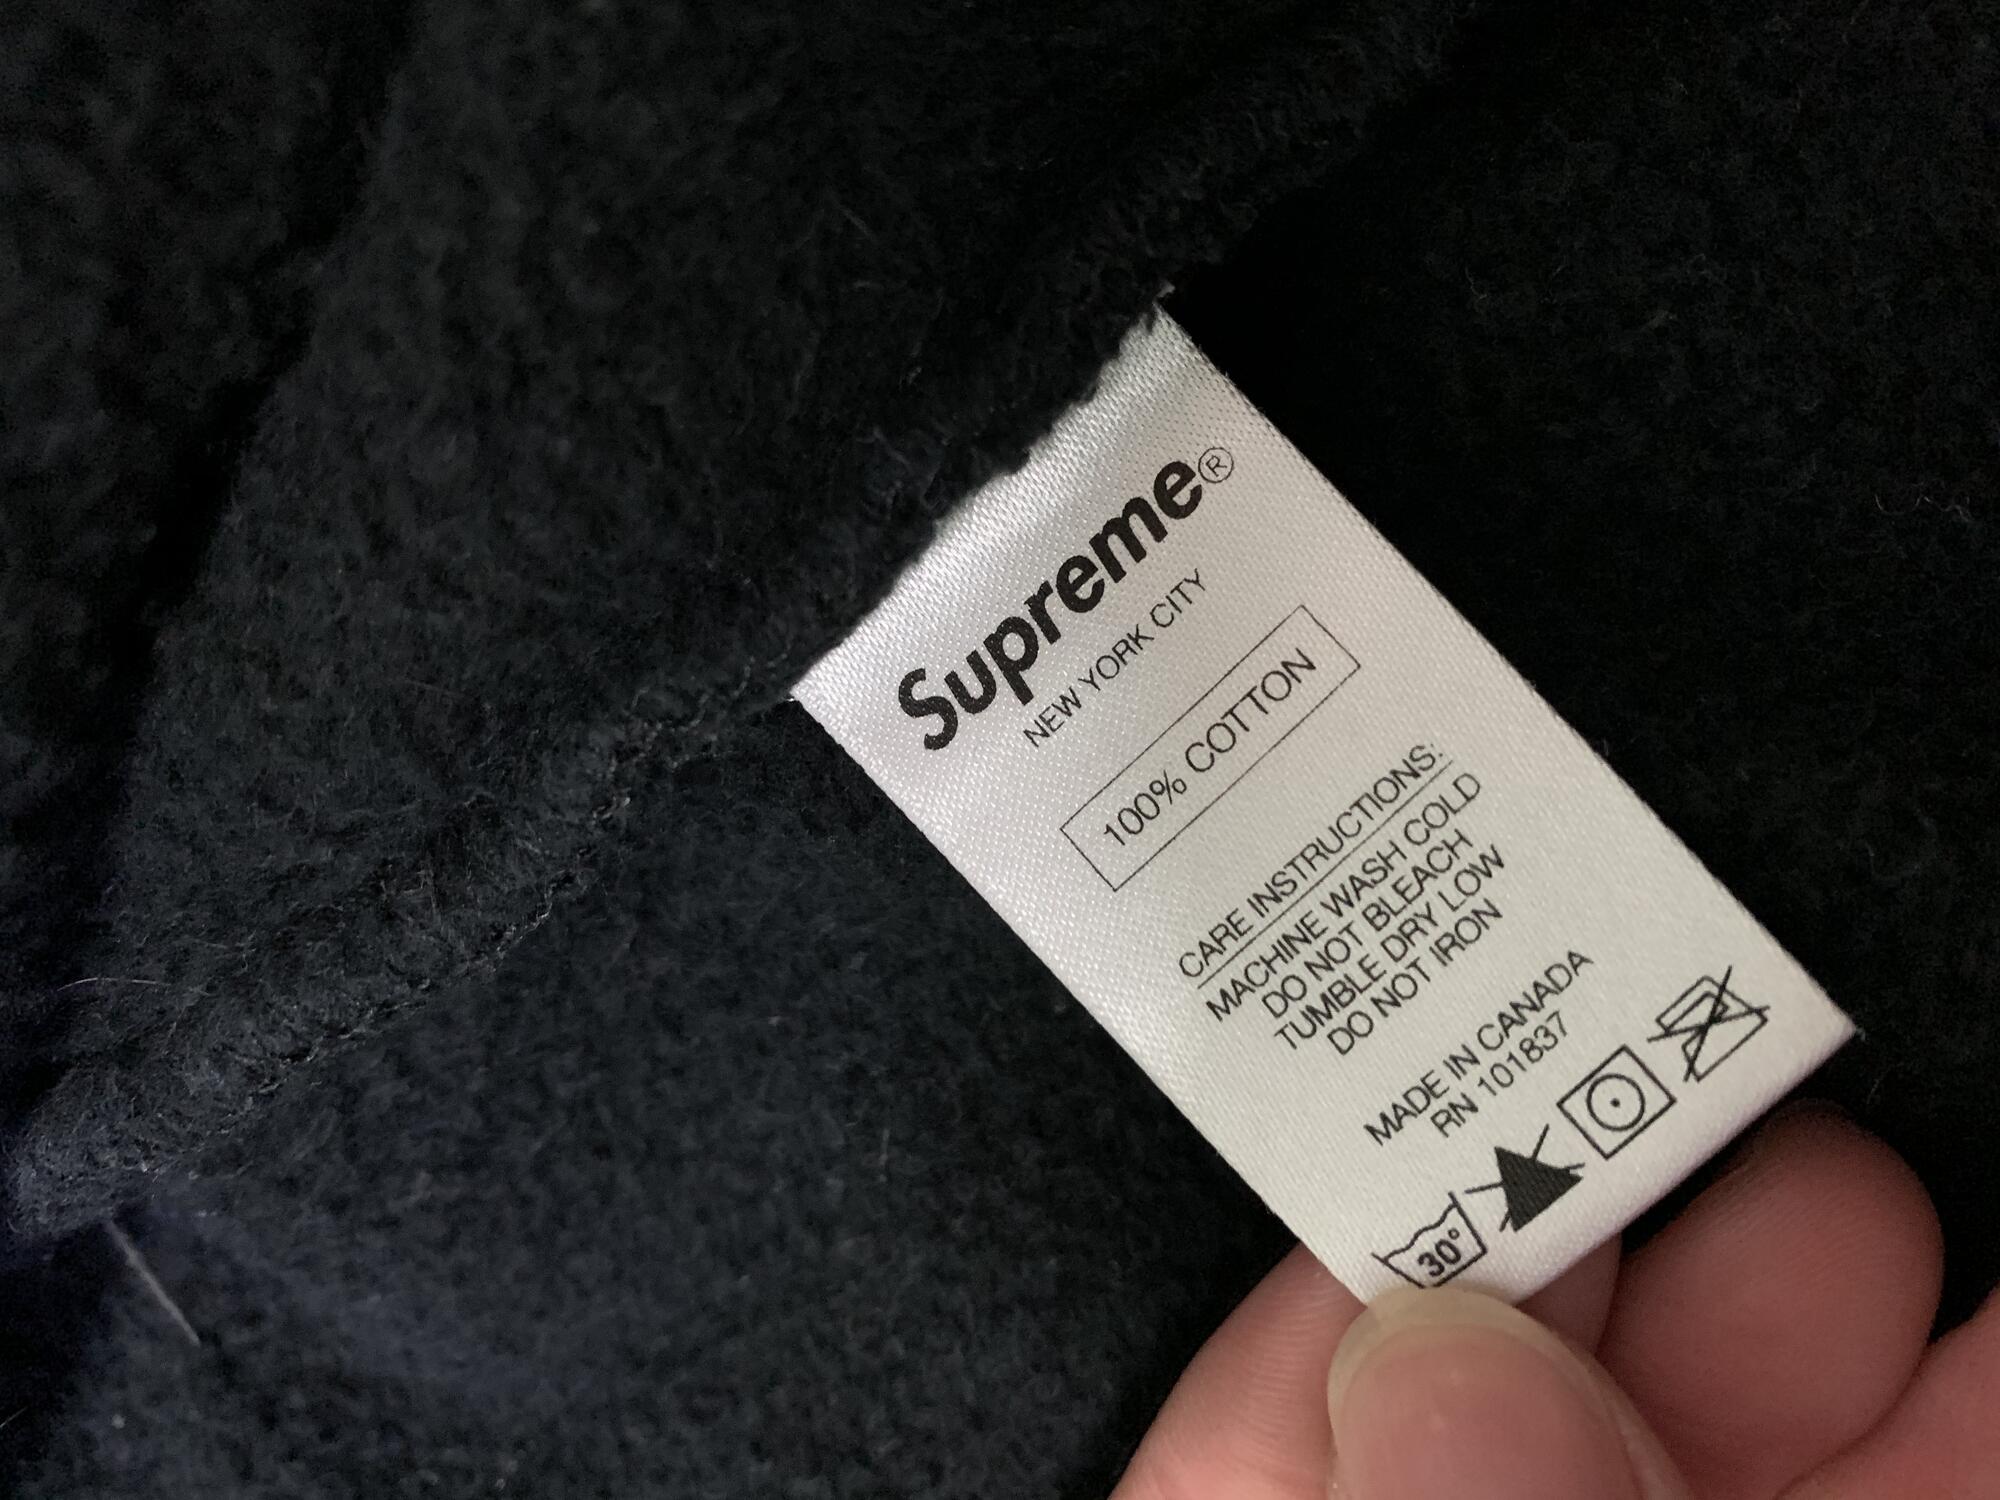 Supreme®
NEW YORK CITY
100% COTTON
CARE INSTRUCTIONS:
MACHINE WASH COLD
DO NOT BLEACH
TUMBLE DRY LOW
DO NOT IRON
MADE IN CANADA
RN 101837
30°